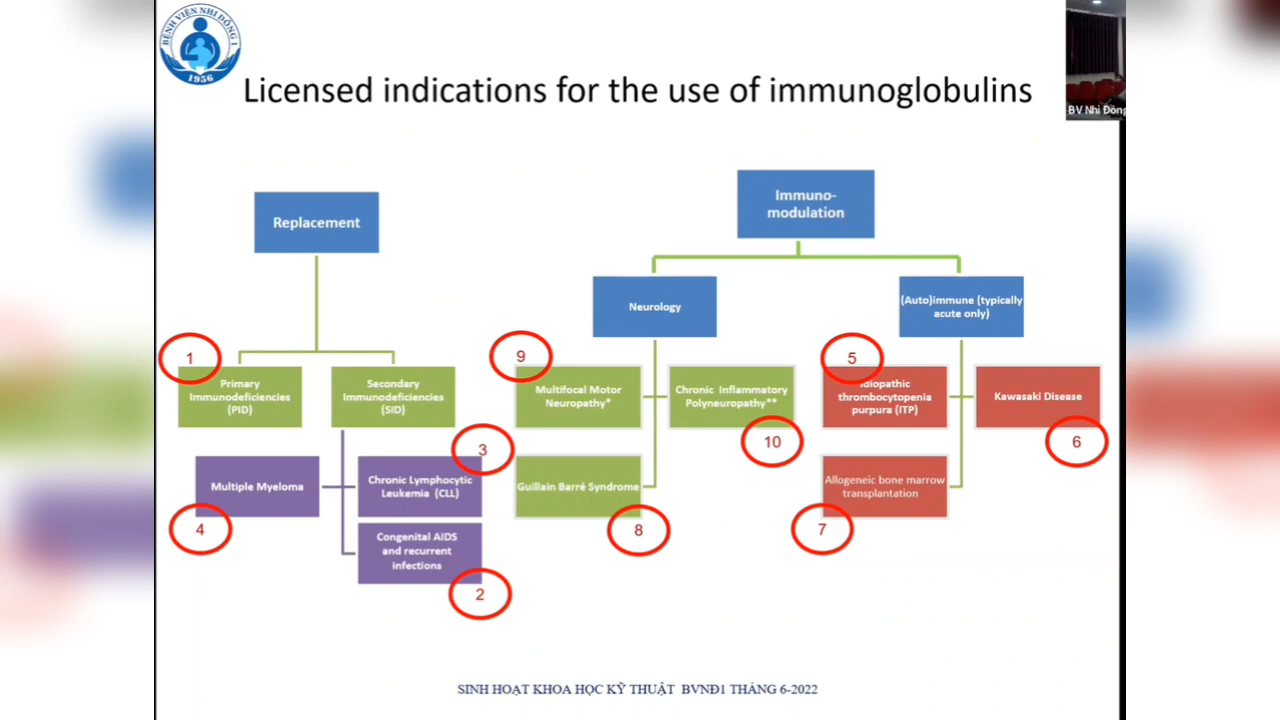 BỆNH VIỆN NHI ĐỒNG 1
1956
Licensed indications for the use of immunoglobulins
BV Nhi Đồng
Replacement
Immuno-
modulation
Neurology
(Auto)immune (typically
acute only)
1
Primary
Immunodeficiencies
(PID)
Secondary
Immunodeficiencies
(SID)
9
Multifocal Motor
Neuropathy*
Chronic Inflammatory
Polyneuropathy**
10
5
Idiopathic
thrombocytopenia
purpura (ITP)
Kawasaki Disease
6
3
Multiple Myeloma
4
Chronic Lymphocytic
Leukemia (CLL)
Congenital AIDS
and recurrent
infections
2
Guillain Barré Syndrome
8
Allogeneic bone marrow
transplantation
7
SINH HOẠT KHOA HỌC KỸ THUẬT BVNĐ1 THÁNG 6-2022